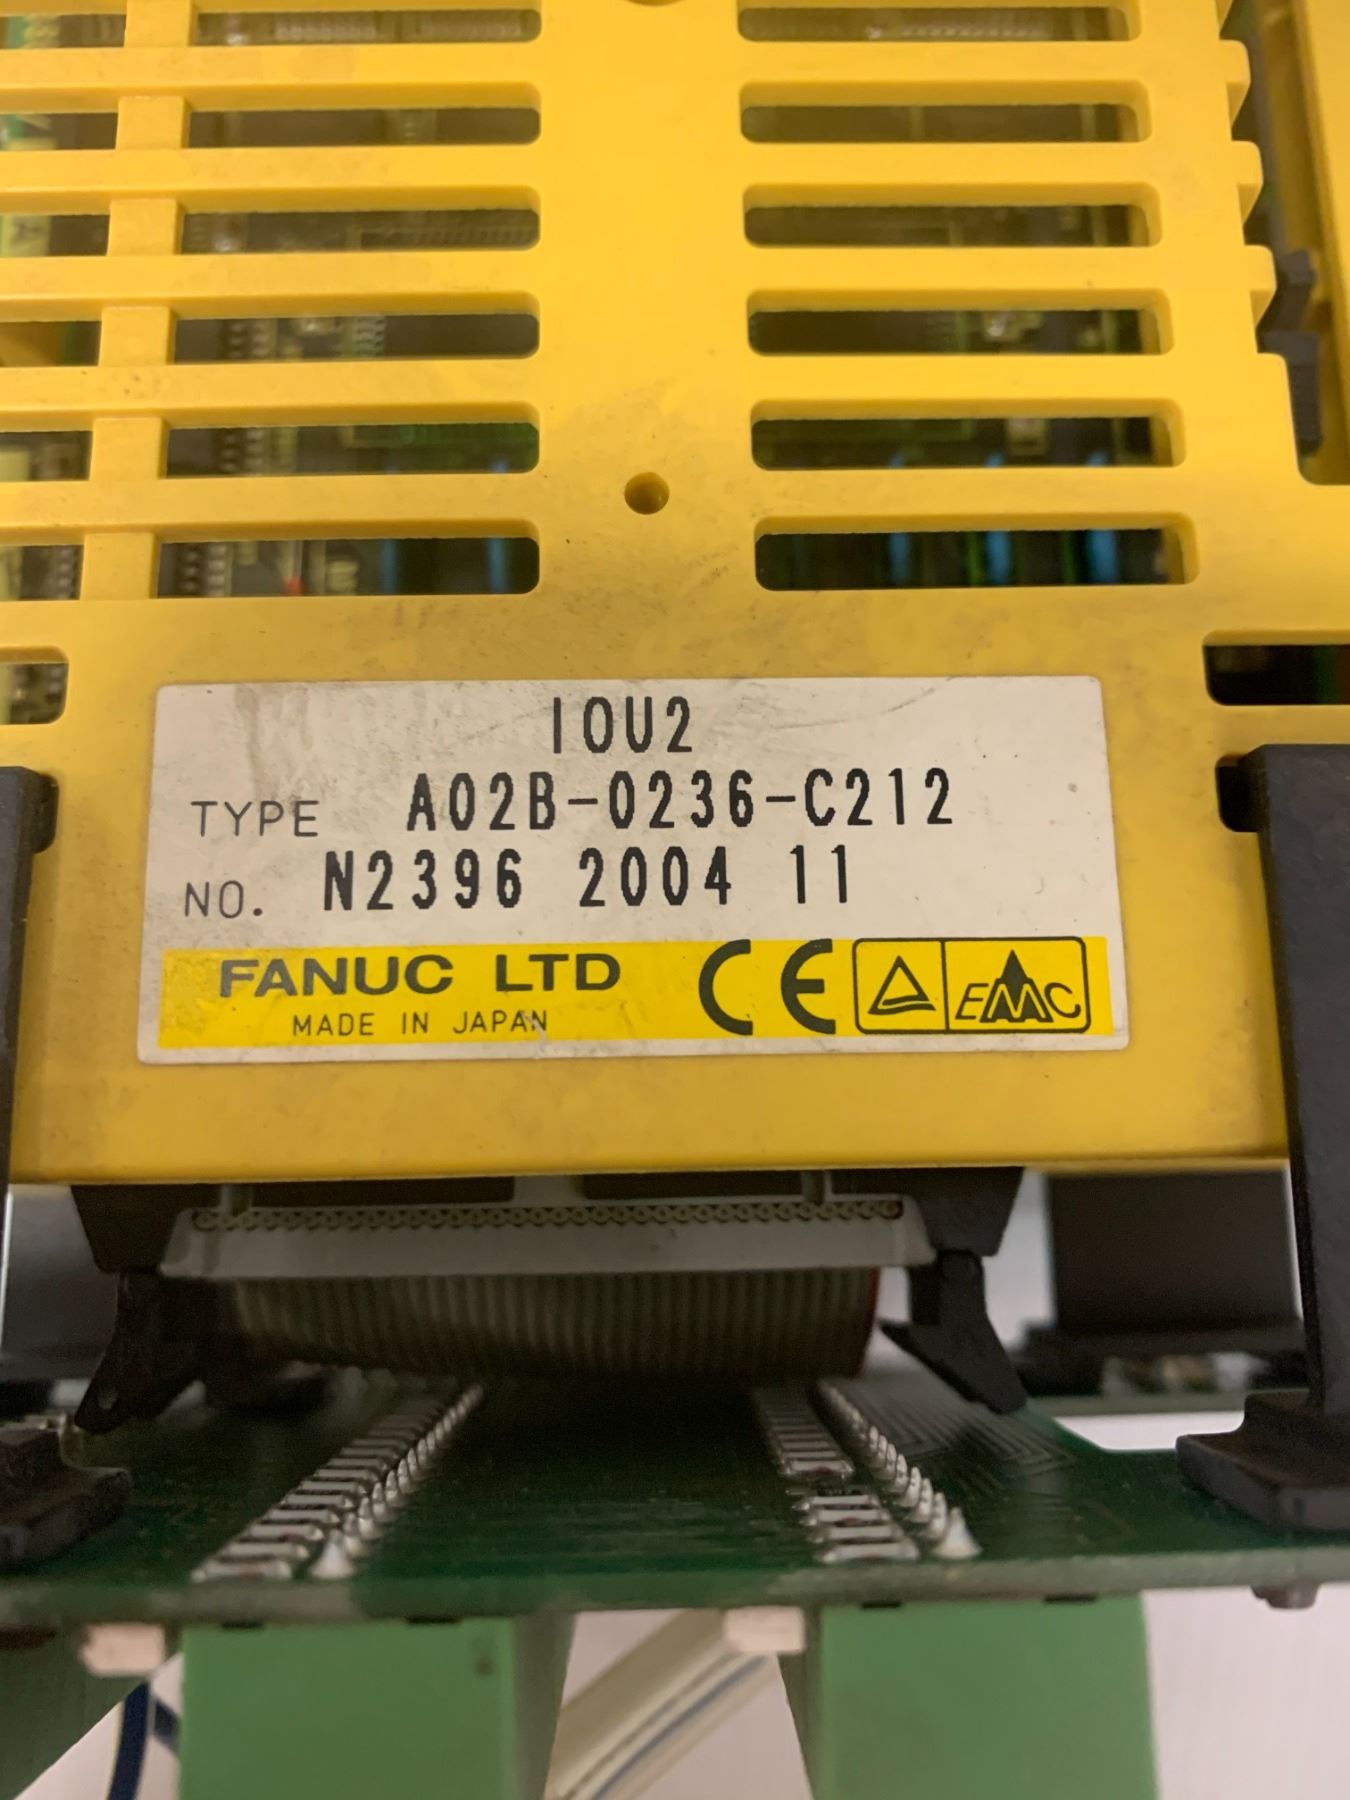 IOU2
TYPE A02B-0236-C212
NO. N2396 2004 11
FANUC LTD CE EMC
MADE IN JAPAN